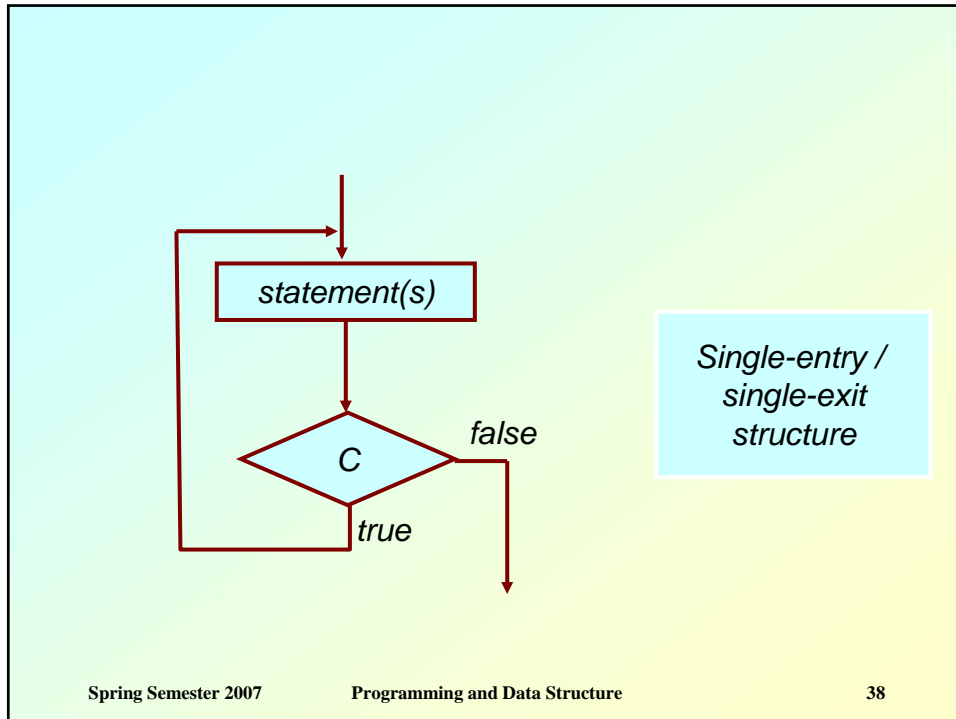 statement(s)
C
false
true
Single-entry /
single-exit
structure
Spring Semester 2007 Programming and Data Structure 38